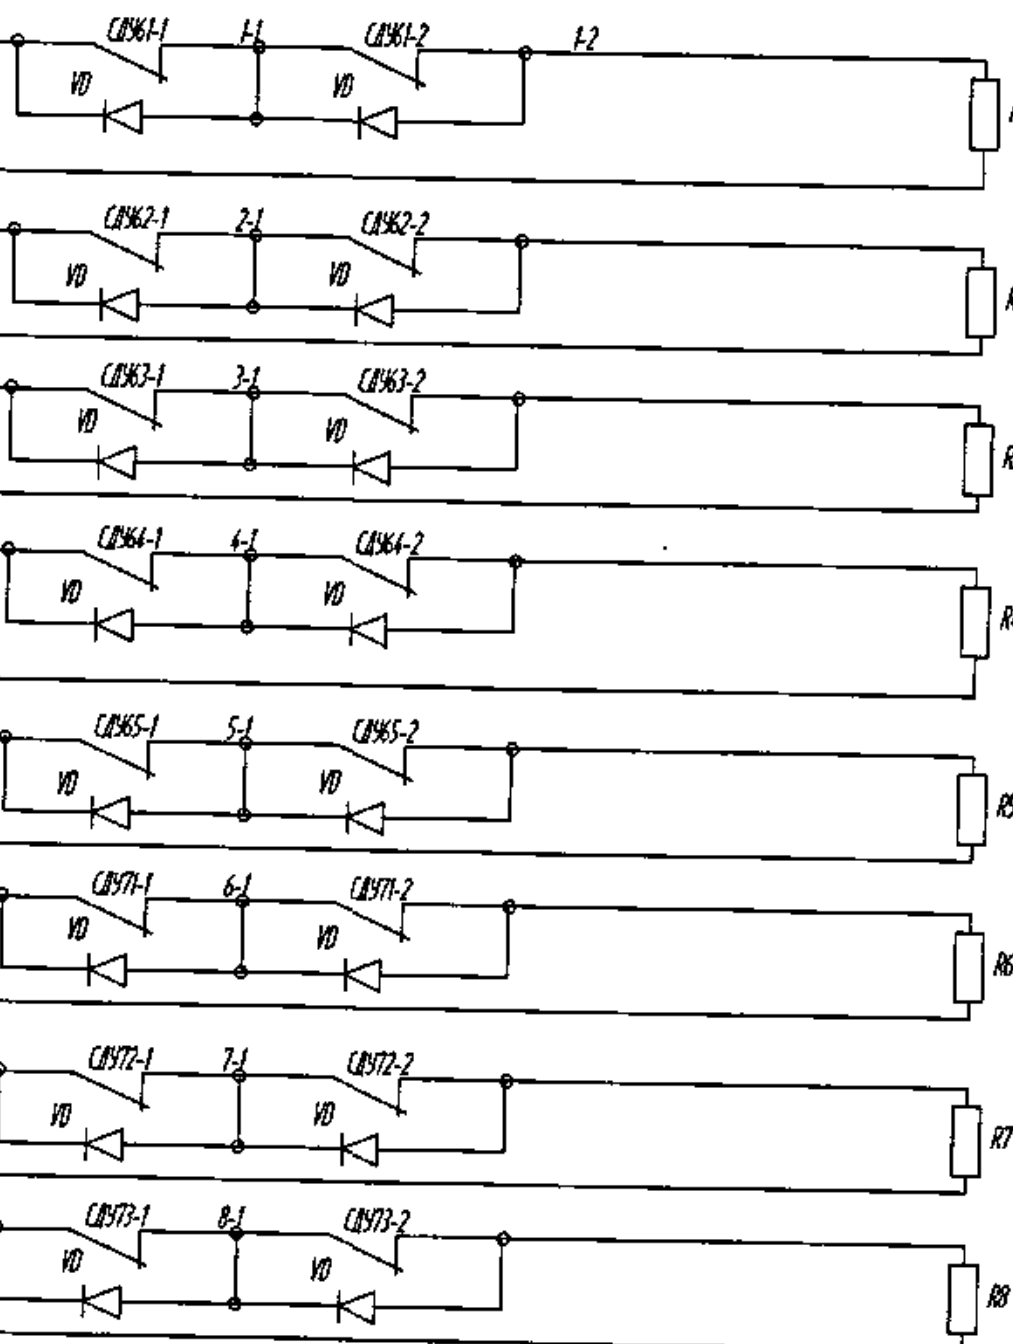 СДУ61-1 1-1 СДУ61-2 1-2
VD VD
СДУ62-1 2-1 СДУ62-2
VD VD
СДУ63-1 3-1 СДУ63-2
VD VD
СДУ64-1 4-1 СДУ64-2
VD VD
СДУ65-1 5-1 СДУ65-2
VD VD R5
СДУ71-1 6-1 СДУ71-2
VD VD R6
СДУ72-1 7-1 СДУ72-2
VD VD R7
СДУ73-1 8-1 СДУ73-2
VD VD R8